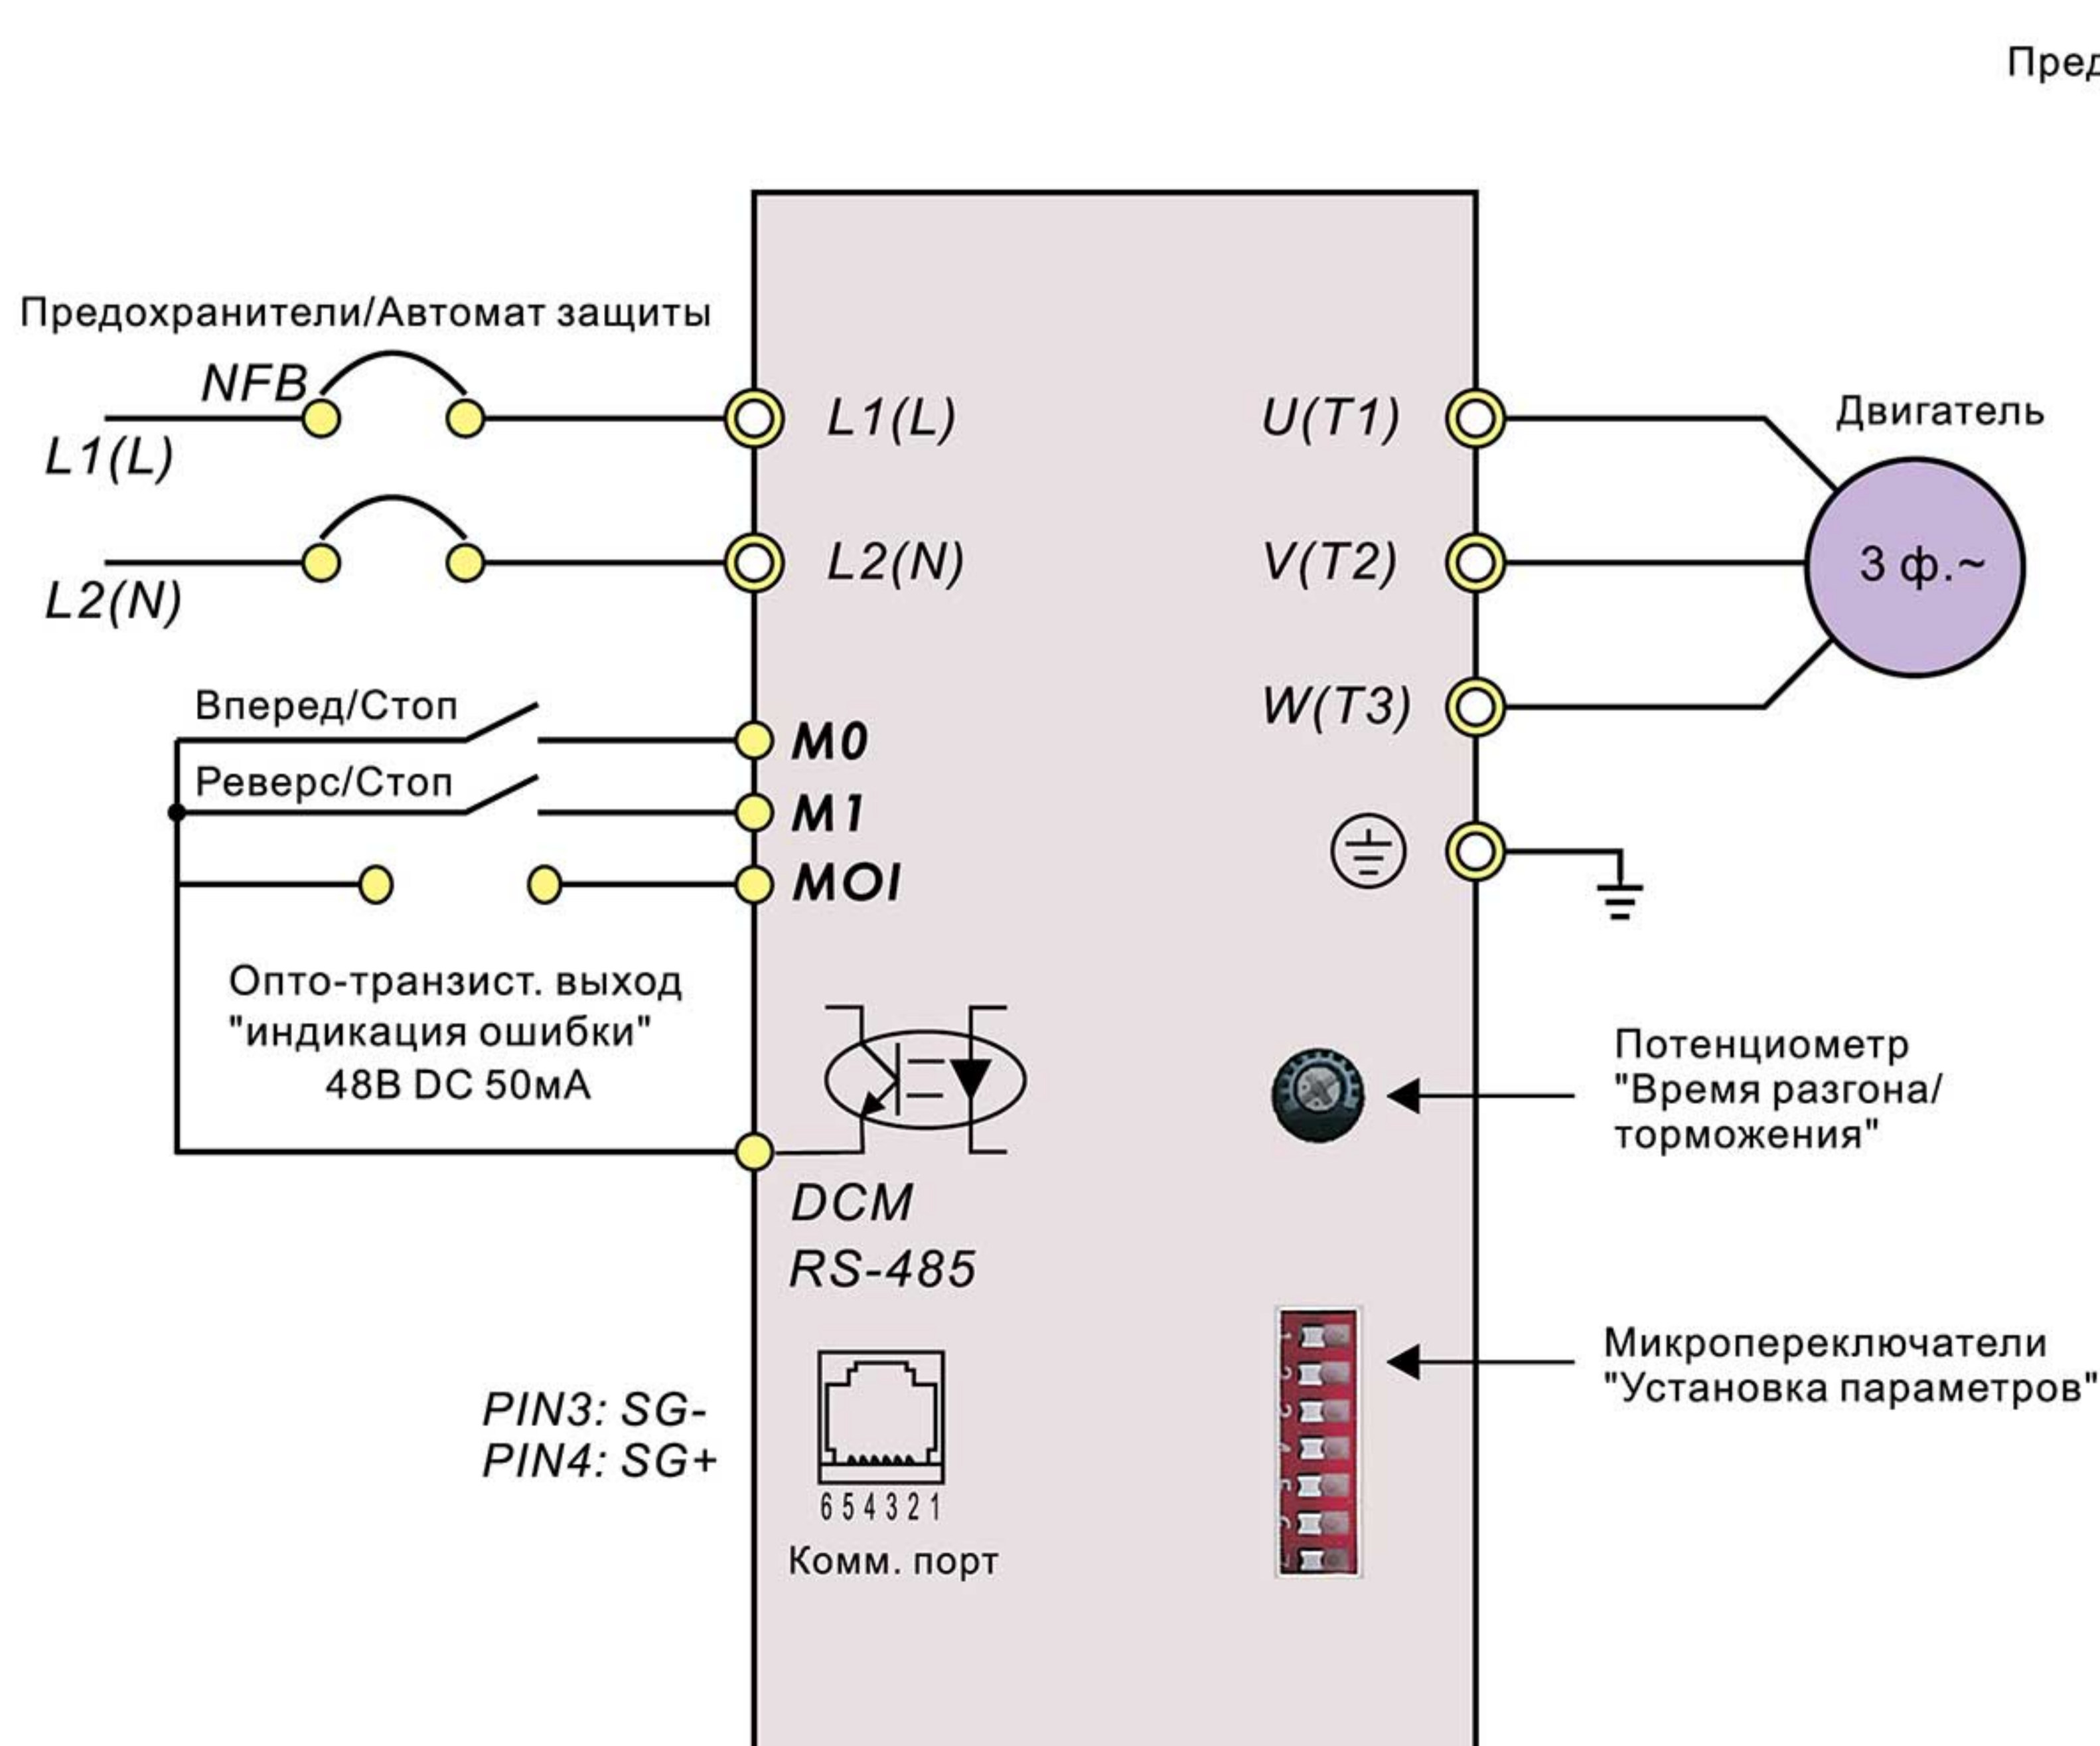 Пред
Предохранители/Автомат защиты
NFB
L1(L)
L2(N)
L1(L)
L2(N)
U(T1)
V(T2)
W(T3)
Двигатель
3 ф.~
Вперед/Стоп
Реверс/Стоп
M0
M1
MOI
Опто-транзист. выход
"индикация ошибки"
48В DC 50мА
DCM
RS-485
PIN3: SG-
PIN4: SG+
6 5 4 3 2 1
Комм. порт
Потенциометр
"Время разгона/
торможения"
Микропереключатели
"Установка параметров"